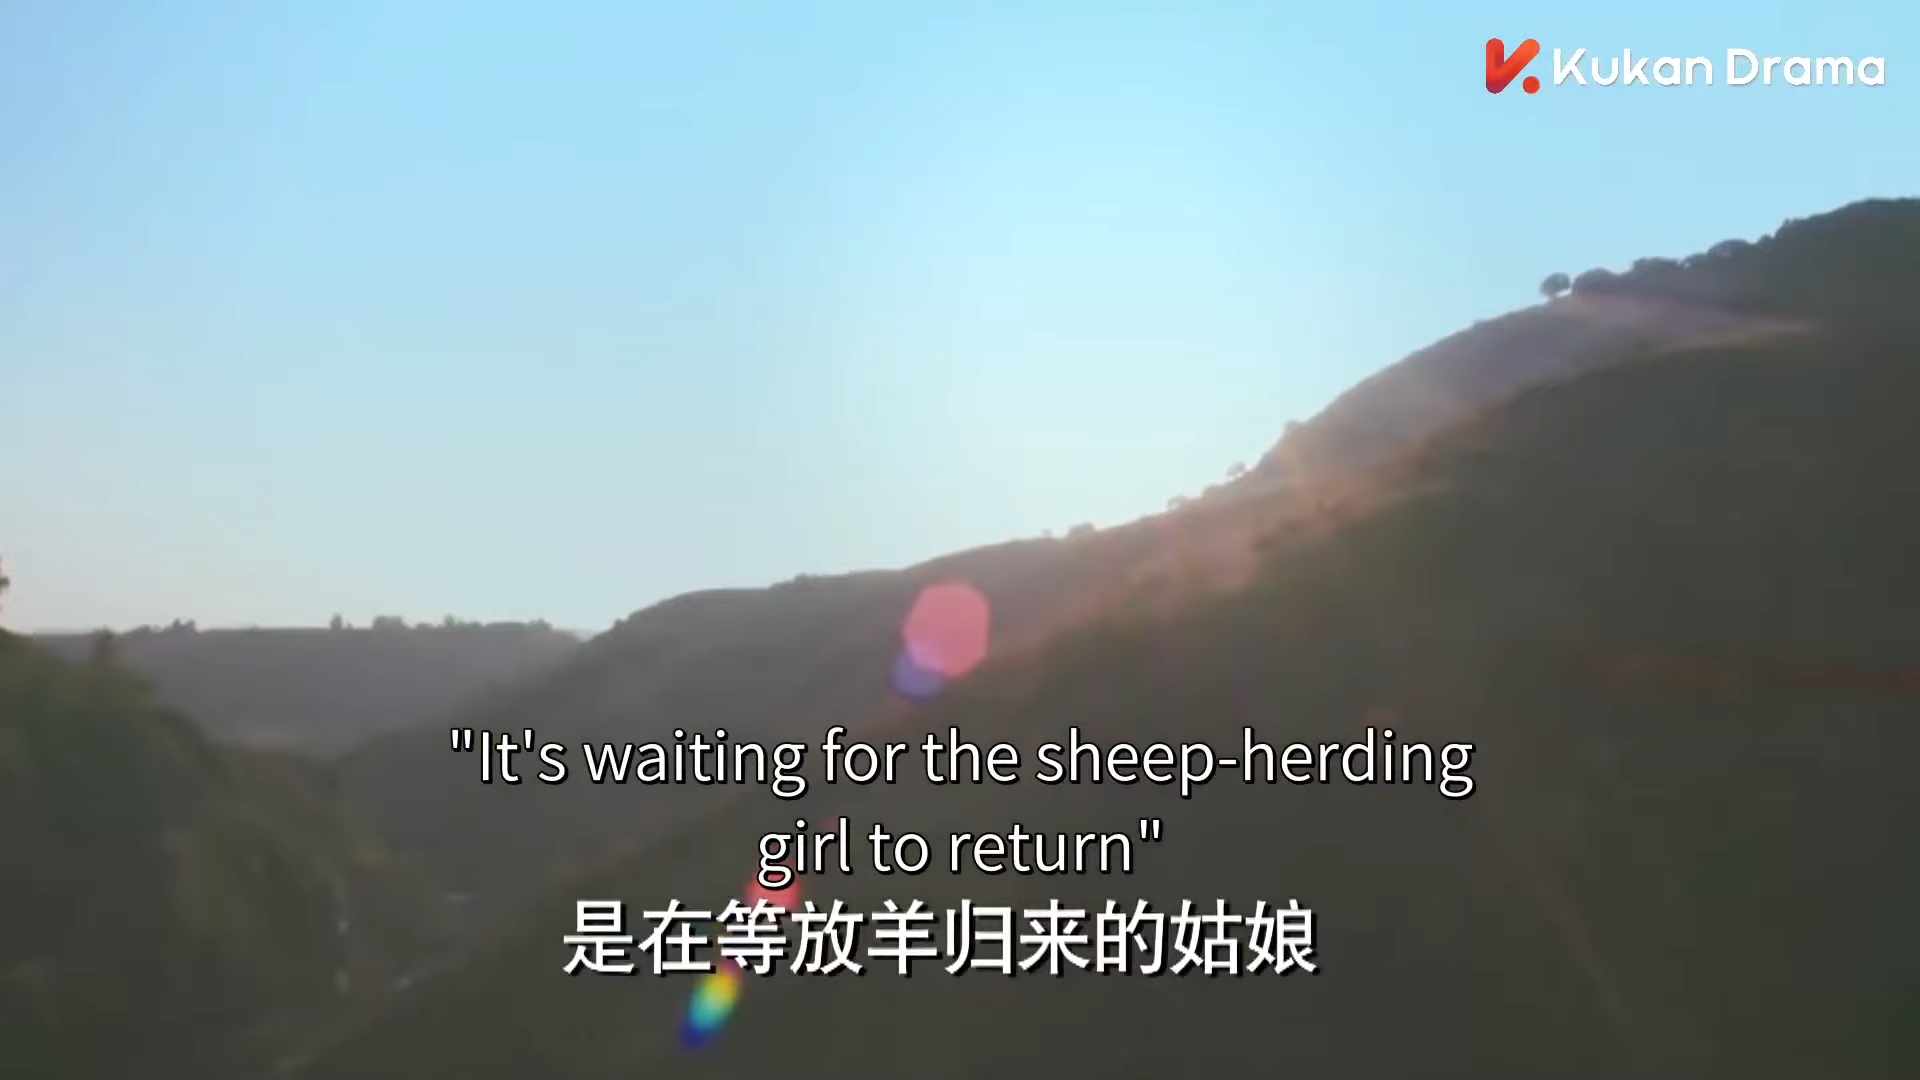 Kukan Drama
"It's waiting for the sheep-herding
girl to return"
是在等放羊归来的姑娘